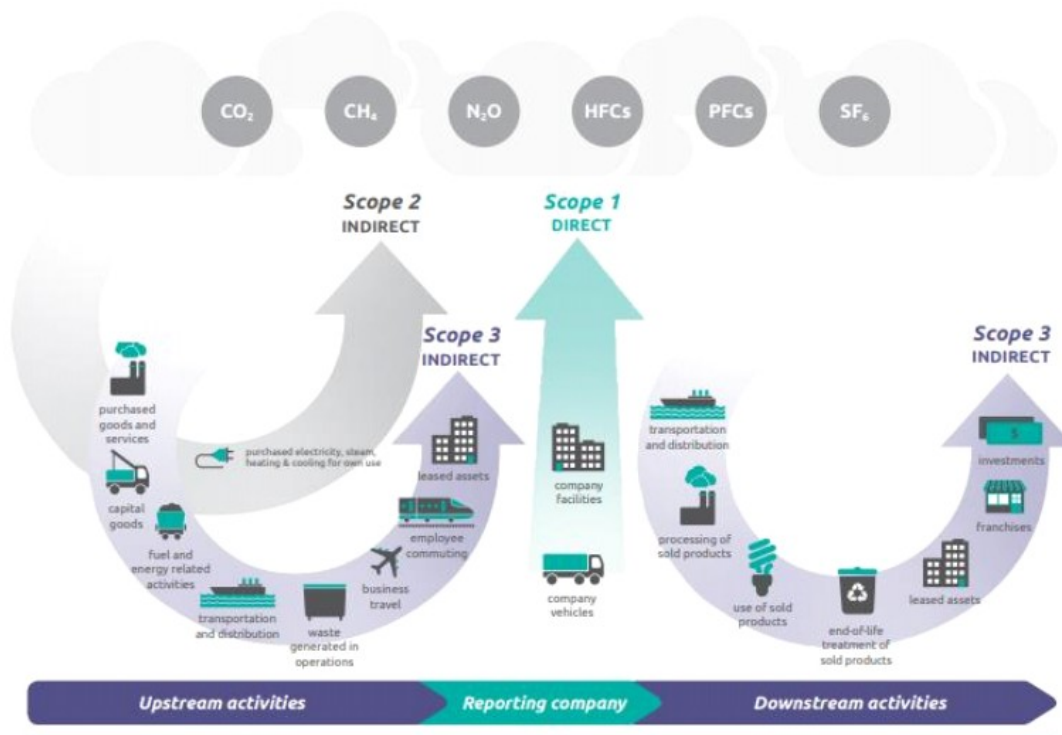 CO₂ CH₄ N₂O HFCs PFCs SF₆
Scope 2
INDIRECT
Scope 1
DIRECT
Scope 3
INDIRECT
Scope 3
INDIRECT
purchased
goods and
services
capital
goods
fuel and
energy related
activities
transportation
and distribution
waste
generated in
operations
business
travel
employee
commuting
leased assets
purchased electricity, steam,
heating & cooling for own use
company
facilities
company
vehicles
transportation
and distribution
processing of
sold products
use of sold
products
end-of-life
treatment of
sold products
leased assets
franchises
$
investments
Upstream activities
Reporting company
Downstream activities